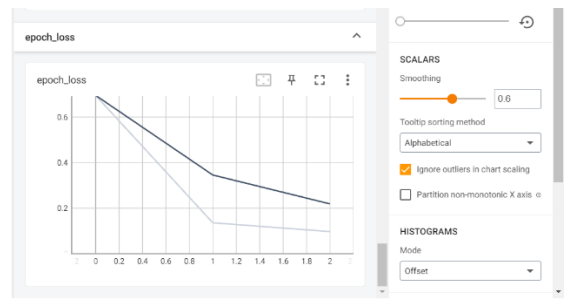 epoch_loss
epoch_loss
0.6
0.4
0.2
2 0 0.2 0.4 0.6 0.8 1 1.2 1.4 1.6 1.8 2
SCALARS
Smoothing
0.6
Tooltip sorting method
Alphabetical
Ignore outliers in chart scaling
Partition non-monotonic X axis
HISTOGRAMS
Mode
Offset